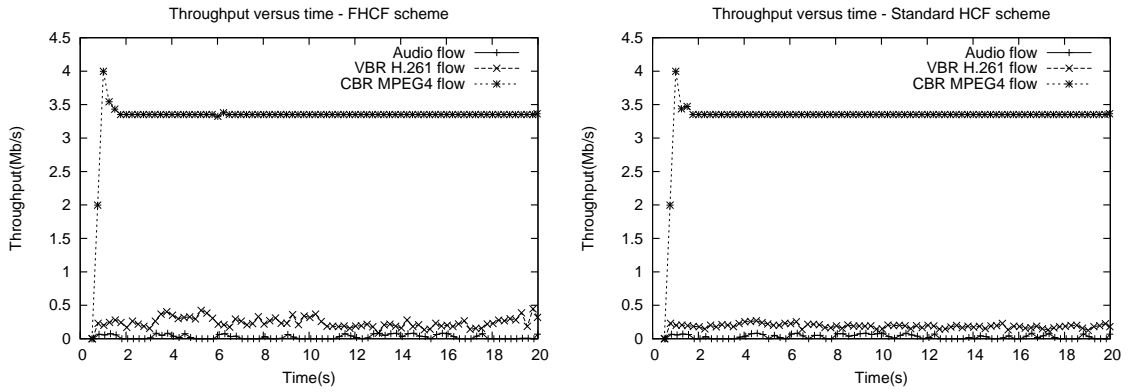 Throughput versus time - FHCF scheme
4.5
4
3.5
3
2.5
2
1.5
1
0.5
0
0 2 4 6 8 10 12 14 16 18 20
Throughput(Mb/s)
Time(s)
Audio flow
VBR H.261 flow
CBR MPEG4 flow
Throughput versus time - Standard HCF scheme
4.5
4
3.5
3
2.5
2
1.5
1
0.5
0
0 2 4 6 8 10 12 14 16 18 20
Throughput(Mb/s)
Time(s)
Audio flow
VBR H.261 flow
CBR MPEG4 flow